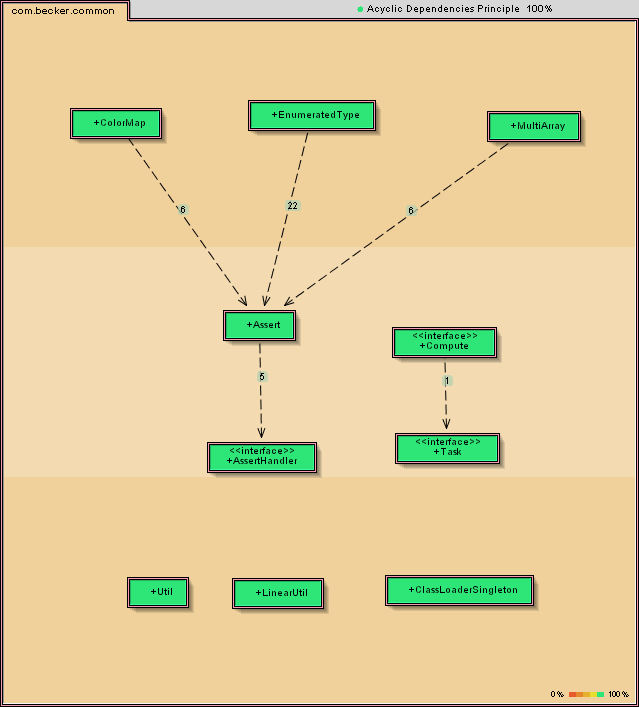 com.becker.common
Acyclic Dependencies Principle 100%
+ColorMap
+EnumeratedType
+MultiArray
6
22
6
+Assert
<<interface>>
+Compute
5
1
<<interface>>
+AssertHandler
<<interface>>
+Task
+Util
+LinearUtil
+ClassLoaderSingleton
0% 100%